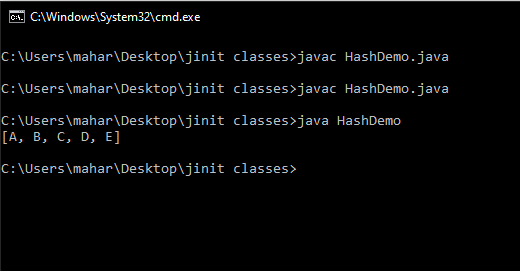 C:\Windows\System32\cmd.exe
C:\Users\mahar\Desktop\jinit classes>javac HashDemo.java
C:\Users\mahar\Desktop\jinit classes>javac HashDemo.java
C:\Users\mahar\Desktop\jinit classes>java HashDemo
[A, B, C, D, E]
C:\Users\mahar\Desktop\jinit classes>